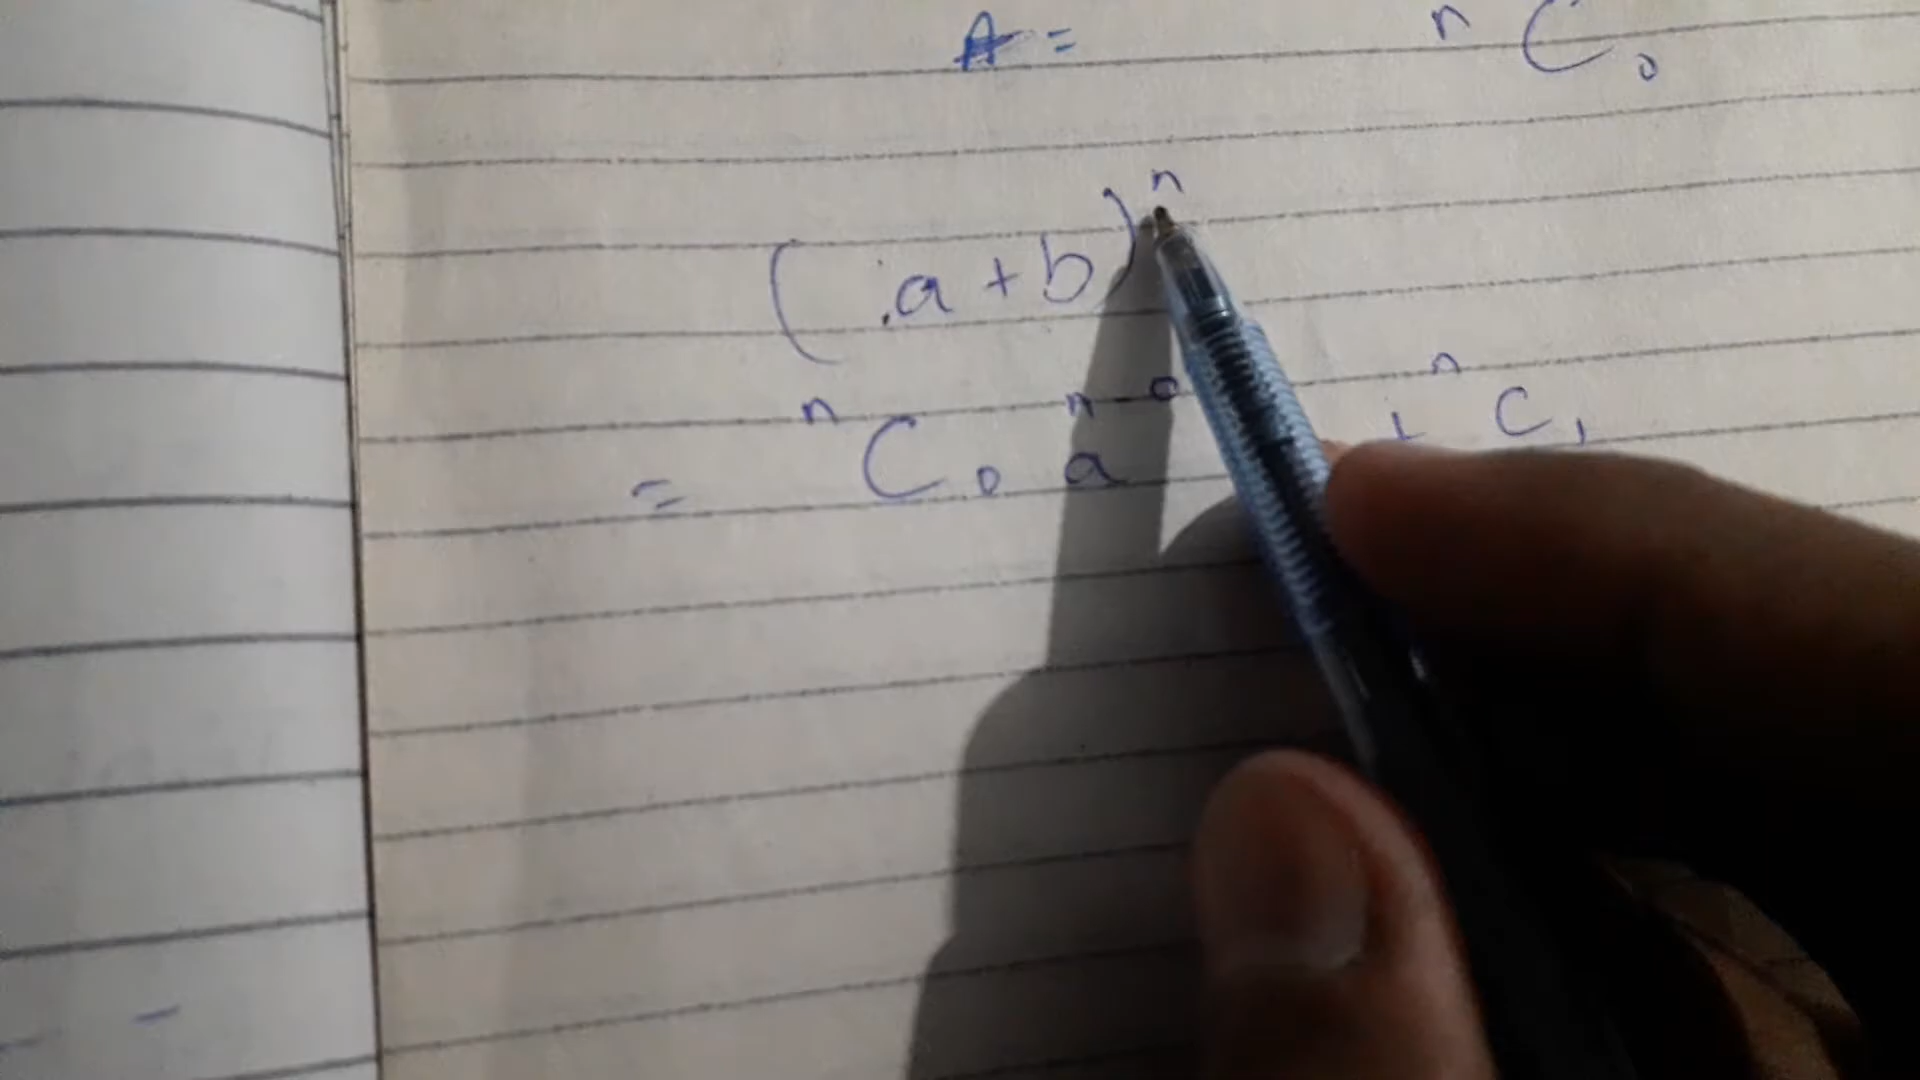 A = ⁿC₀
(a + b)ⁿ
= ⁿC₀ aⁿ⁻⁰ + ⁿC₁